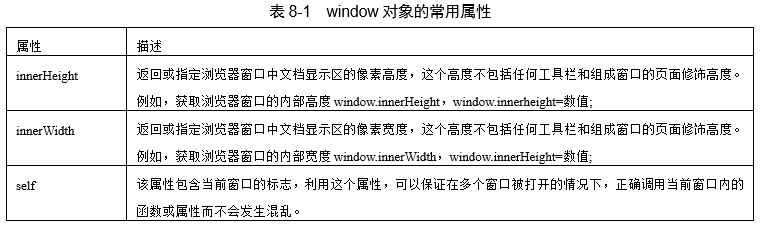 表 8-1 window 对象的常用属性
属性 描述
innerHeight 返回或指定浏览器窗口中文档显示区的像素高度，这个高度不包括任何工具栏和组成窗口的页面修饰高度。
例如，获取浏览器窗口的内部高度 window.innerHeight，window.innerheight=数值;
innerWidth 返回或指定浏览器窗口中文档显示区的像素宽度，这个高度不包括任何工具栏和组成窗口的页面修饰高度。
例如，获取浏览器窗口的内部宽度 window.innerWidth，window.innerHeight=数值;
self 该属性包含当前窗口的标志，利用这个属性，可以保证在多个窗口被打开的情况下，正确调用当前窗口内的
函数或属性而不会发生混乱。